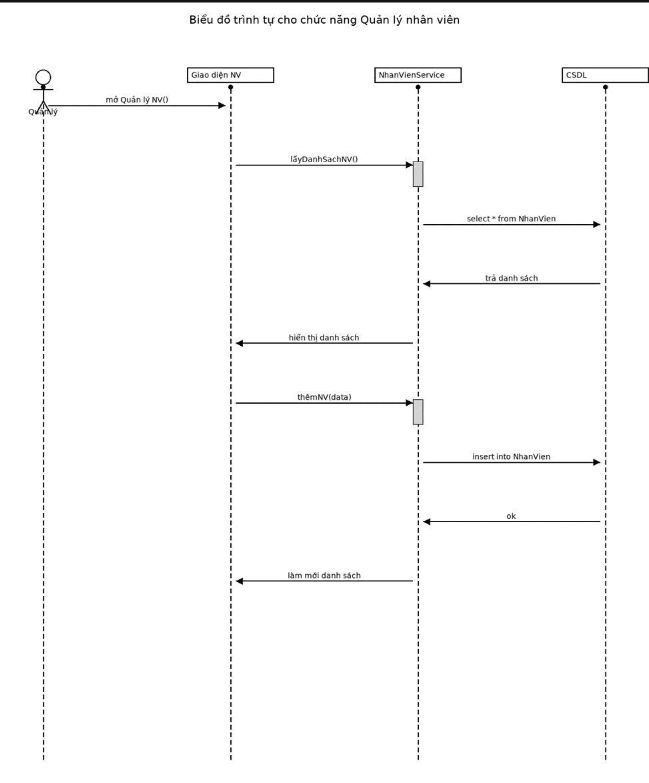 Biểu đồ trình tự cho chức năng Quản lý nhân viên
Giao diện NV
NhanVienService
CSDL
Quản lý
mở Quản lý NV()
lấyDanhSachNV()
select * from NhanVien
trả danh sách
hiển thị danh sách
thêmNV(data)
insert into NhanVien
ok
làm mới danh sách